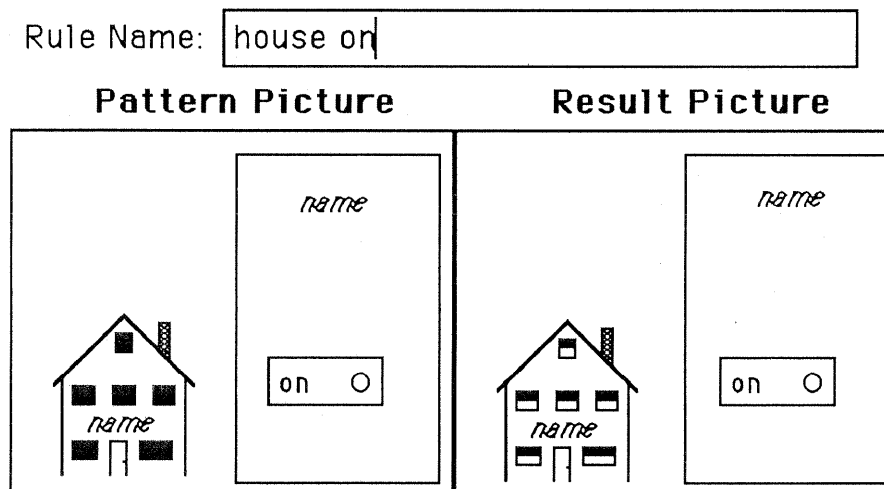 Rule Name: house on
Pattern Picture Result Picture
name name
on on
name name